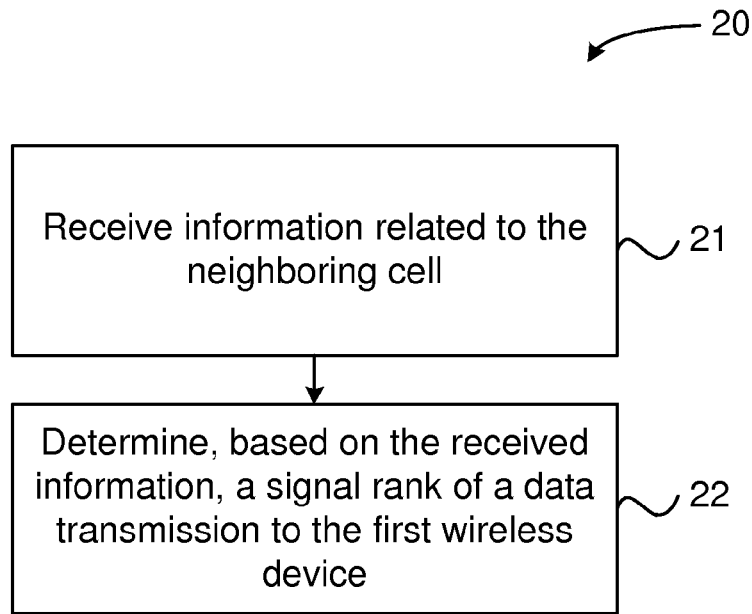 20
Receive information related to the
neighboring cell
21
Determine, based on the received
information, a signal rank of a data
transmission to the first wireless
device
22